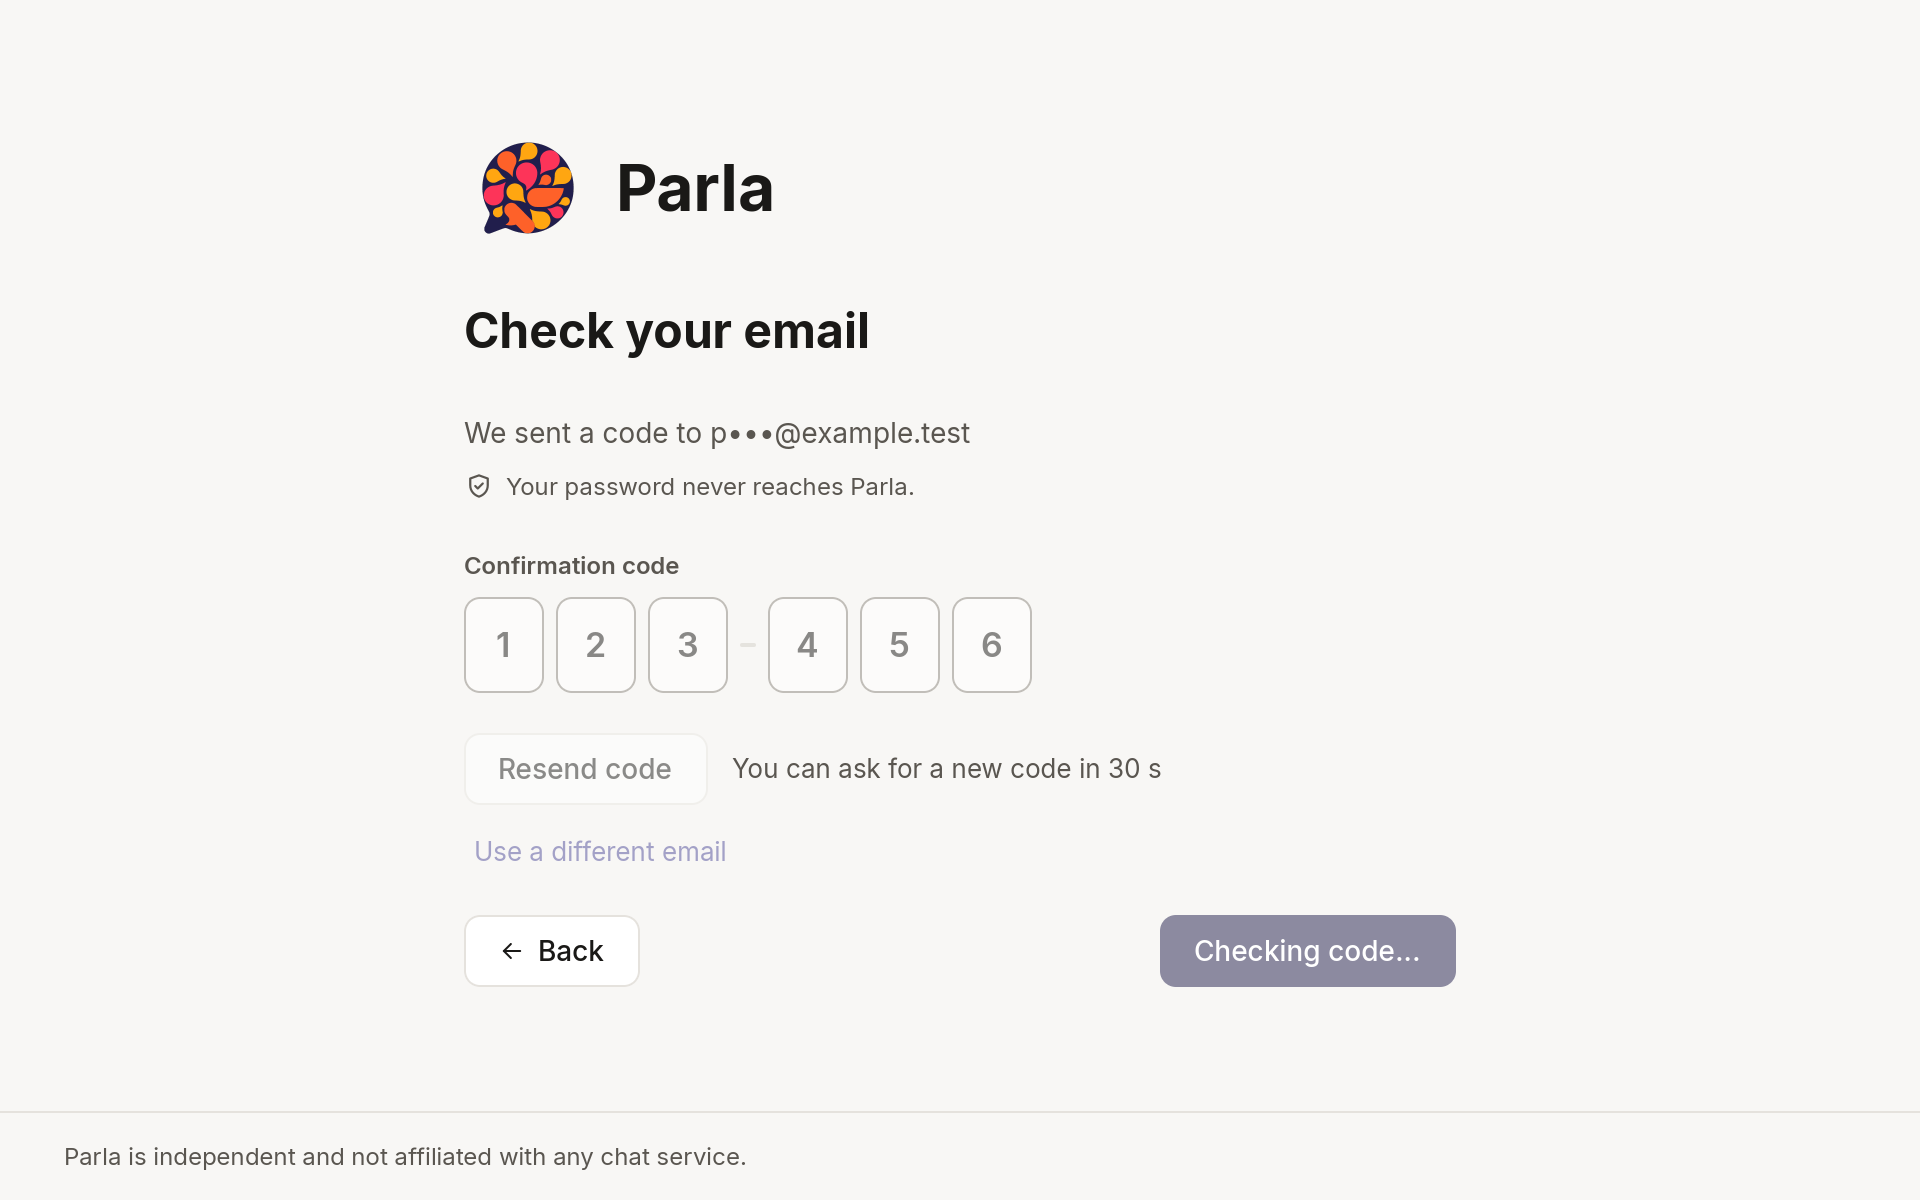 Parla
Check your email
We sent a code to p•••@example.test
Your password never reaches Parla.
Confirmation code
1 2 3 – 4 5 6
Resend code You can ask for a new code in 30 s
Use a different email
← Back Checking code...
Parla is independent and not affiliated with any chat service.